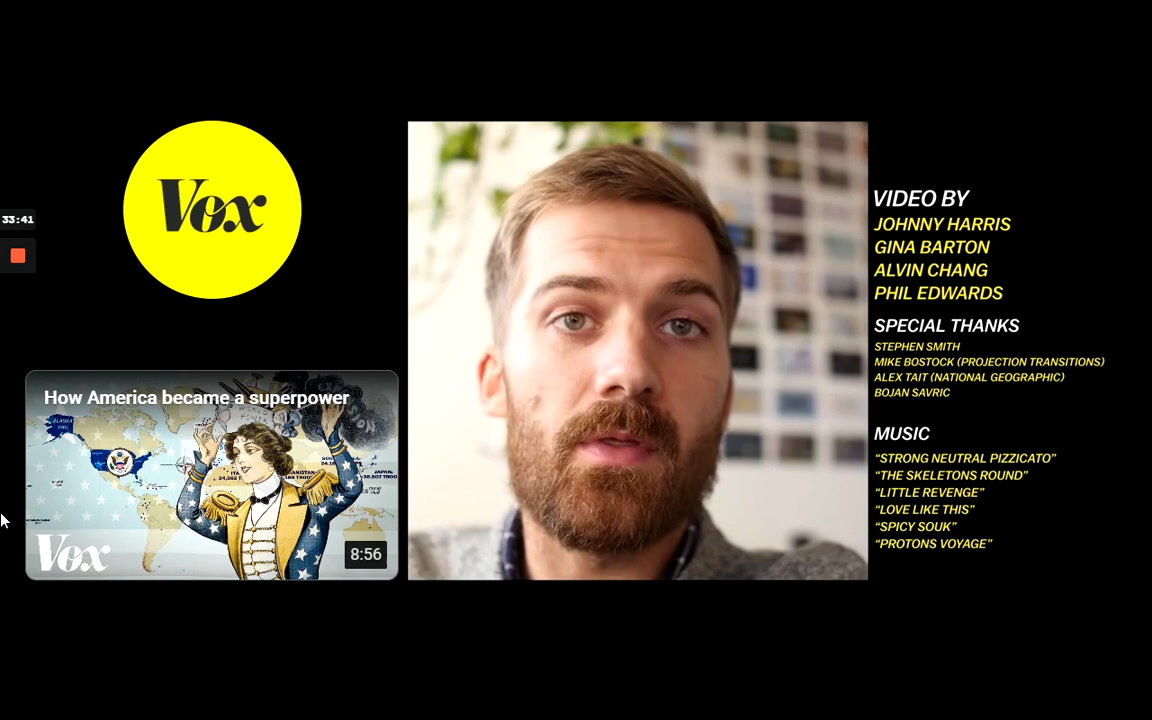 33:41
Vox
How America became a superpower
ALASKA
Vox
8:56
VIDEO BY
JOHNNY HARRIS
GINA BARTON
ALVIN CHANG
PHIL EDWARDS
SPECIAL THANKS
STEPHEN SMITH
MIKE BOSTOCK (PROJECTION TRANSITIONS)
ALEX TAIT (NATIONAL GEOGRAPHIC)
BOJAN SAVRIC
MUSIC
“STRONG NEUTRAL PIZZICATO”
“THE SKELETONS ROUND”
“LITTLE REVENGE”
“LOVE LIKE THIS”
“SPICY SOUK”
“PROTONS VOYAGE”